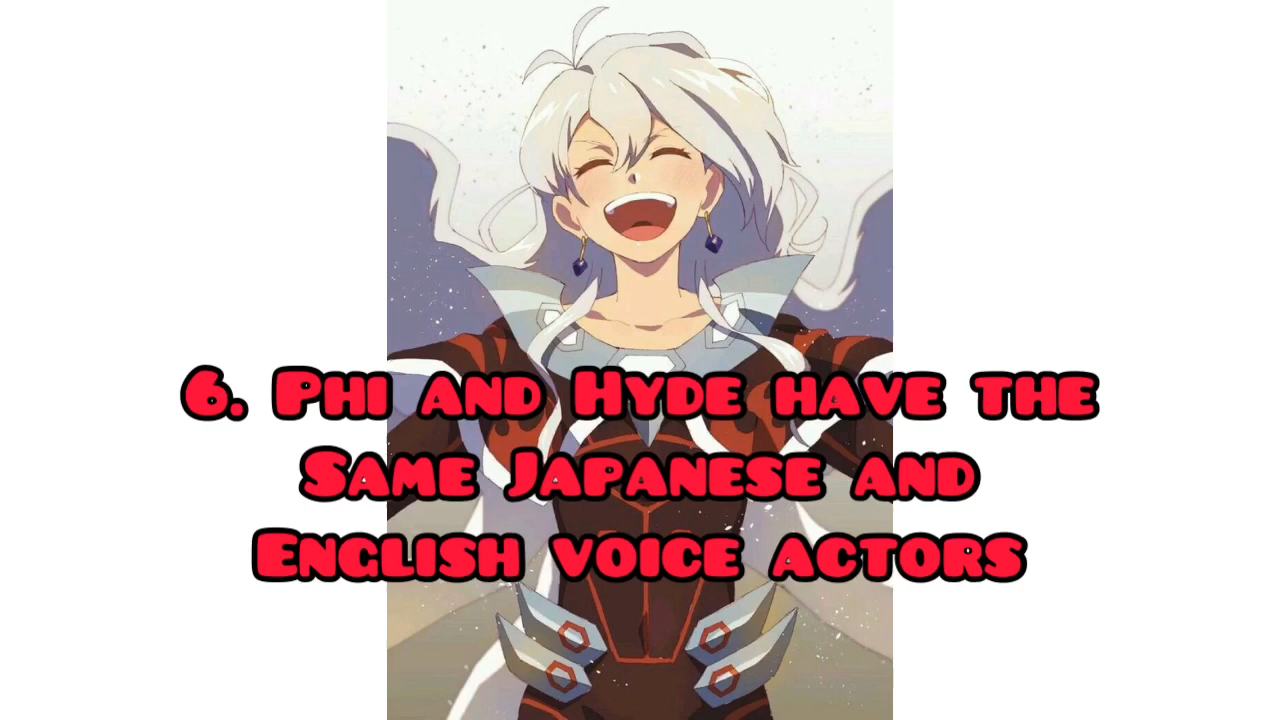 6. Phi and Hyde have the
Same Japanese and
English voice actors